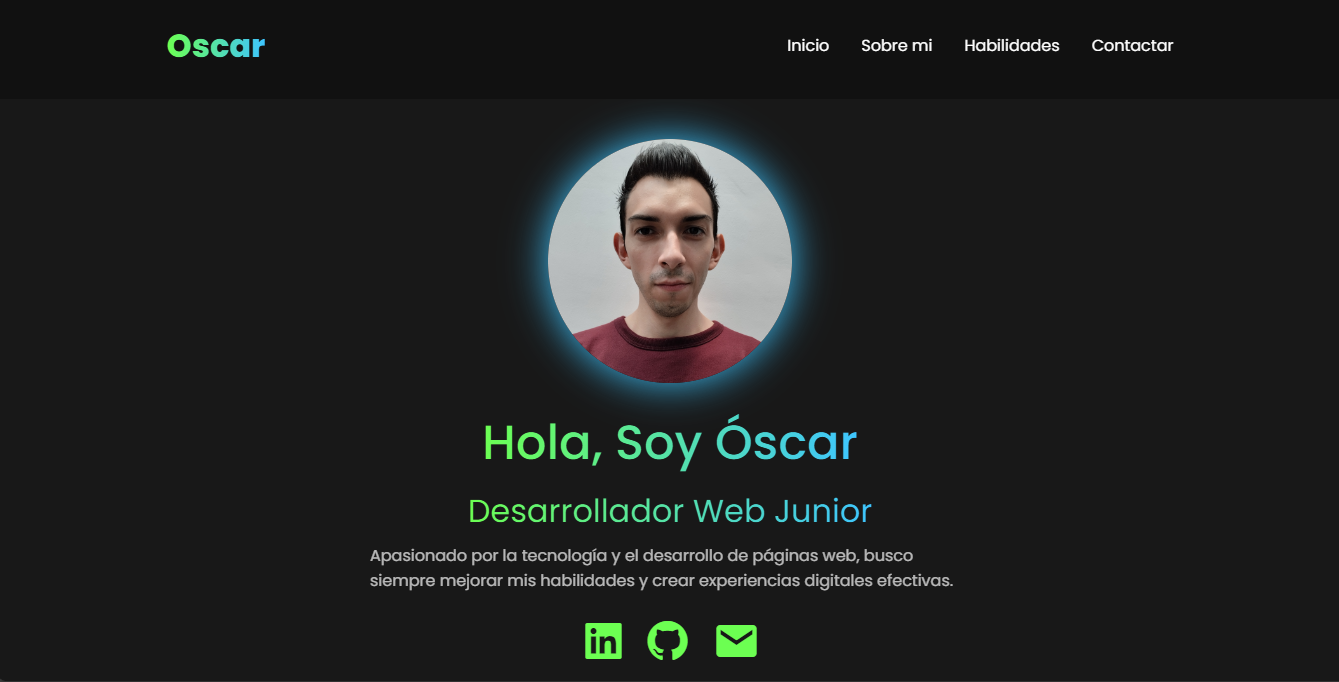 Oscar
Inicio Sobre mi Habilidades Contactar
Hola, Soy Óscar
Desarrollador Web Junior
Apasionado por la tecnología y el desarrollo de páginas web, busco
siempre mejorar mis habilidades y crear experiencias digitales efectivas.
in